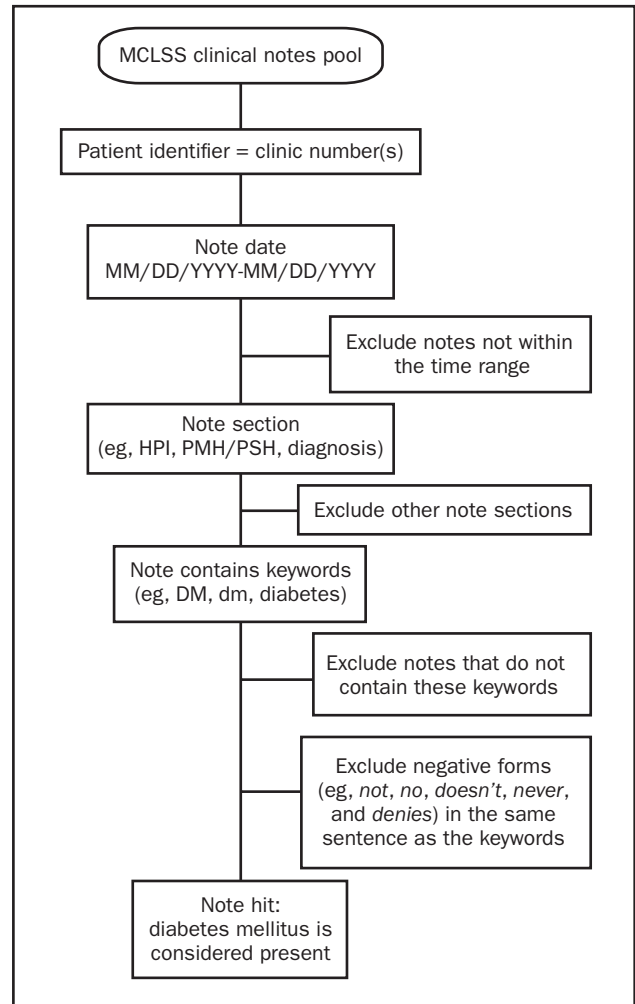 MCLSS clinical notes pool
Patient identifier = clinic number(s)
Note date
MM/DD/YYYY-MM/DD/YYYY
Exclude notes not within
the time range
Note section
(eg, HPI, PMH/PSH, diagnosis)
Exclude other note sections
Note contains keywords
(eg, DM, dm, diabetes)
Exclude notes that do not
contain these keywords
Exclude negative forms
(eg, not, no, doesn't, never,
and denies) in the same
sentence as the keywords
Note hit:
diabetes mellitus is
considered present